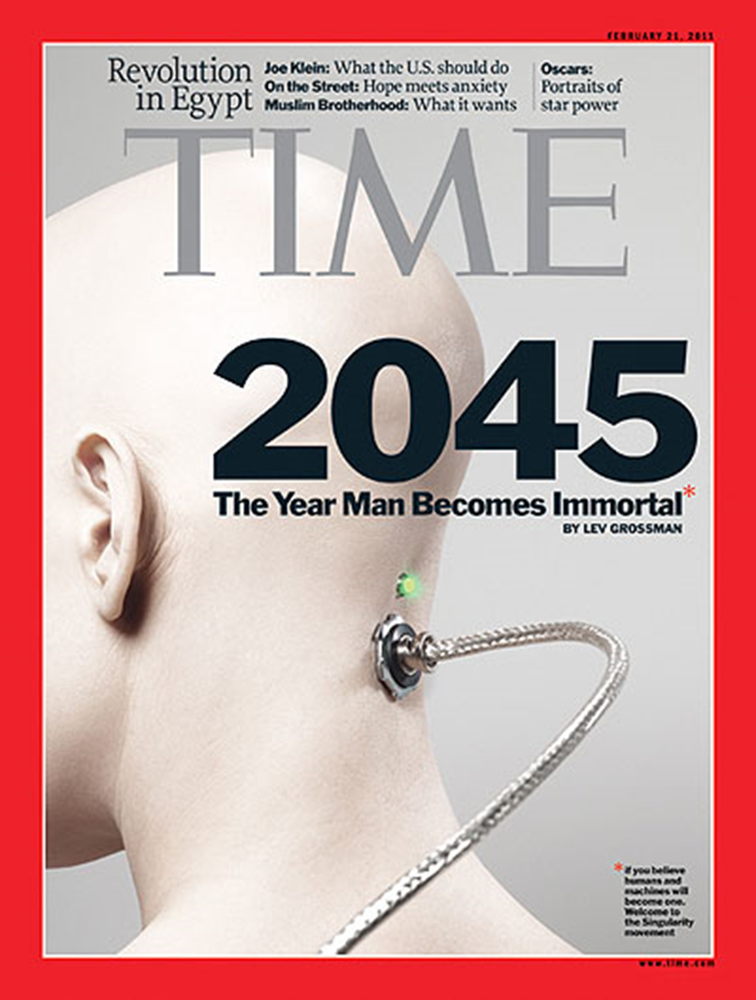 FEBRUARY 21, 2011
Revolution
in Egypt
Joe Klein: What the U.S. should do
On the Street: Hope meets anxiety
Muslim Brotherhood: What it wants
Oscars:
Portraits of
star power
TIME
2045
The Year Man Becomes Immortal*
BY LEV GROSSMAN
*if you believe
humans and
machines will
become one.
Welcome to
the Singularity
movement
www.time.com